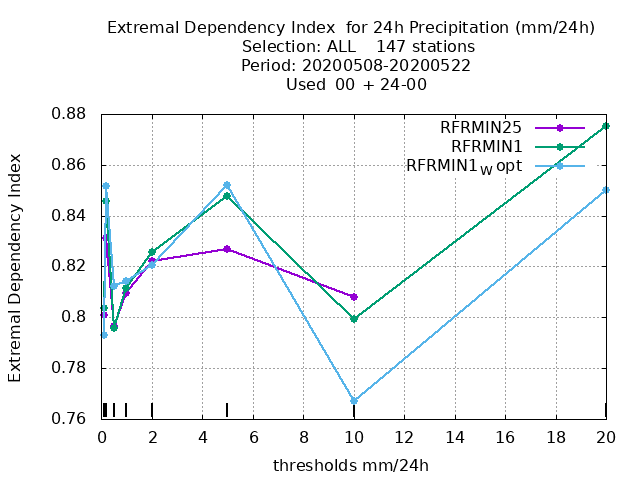 Extremal Dependency Index  for 24h Precipitation (mm/24h)
Selection: ALL    147 stations
Period: 20200508-20200522
Used  00  + 24-00
RFRMIN25
RFRMIN1
RFRMIN1W opt
Extremal Dependency Index
0.88
0.86
0.84
0.82
0.8
0.78
0.76
0 2 4 6 8 10 12 14 16 18 20
thresholds mm/24h